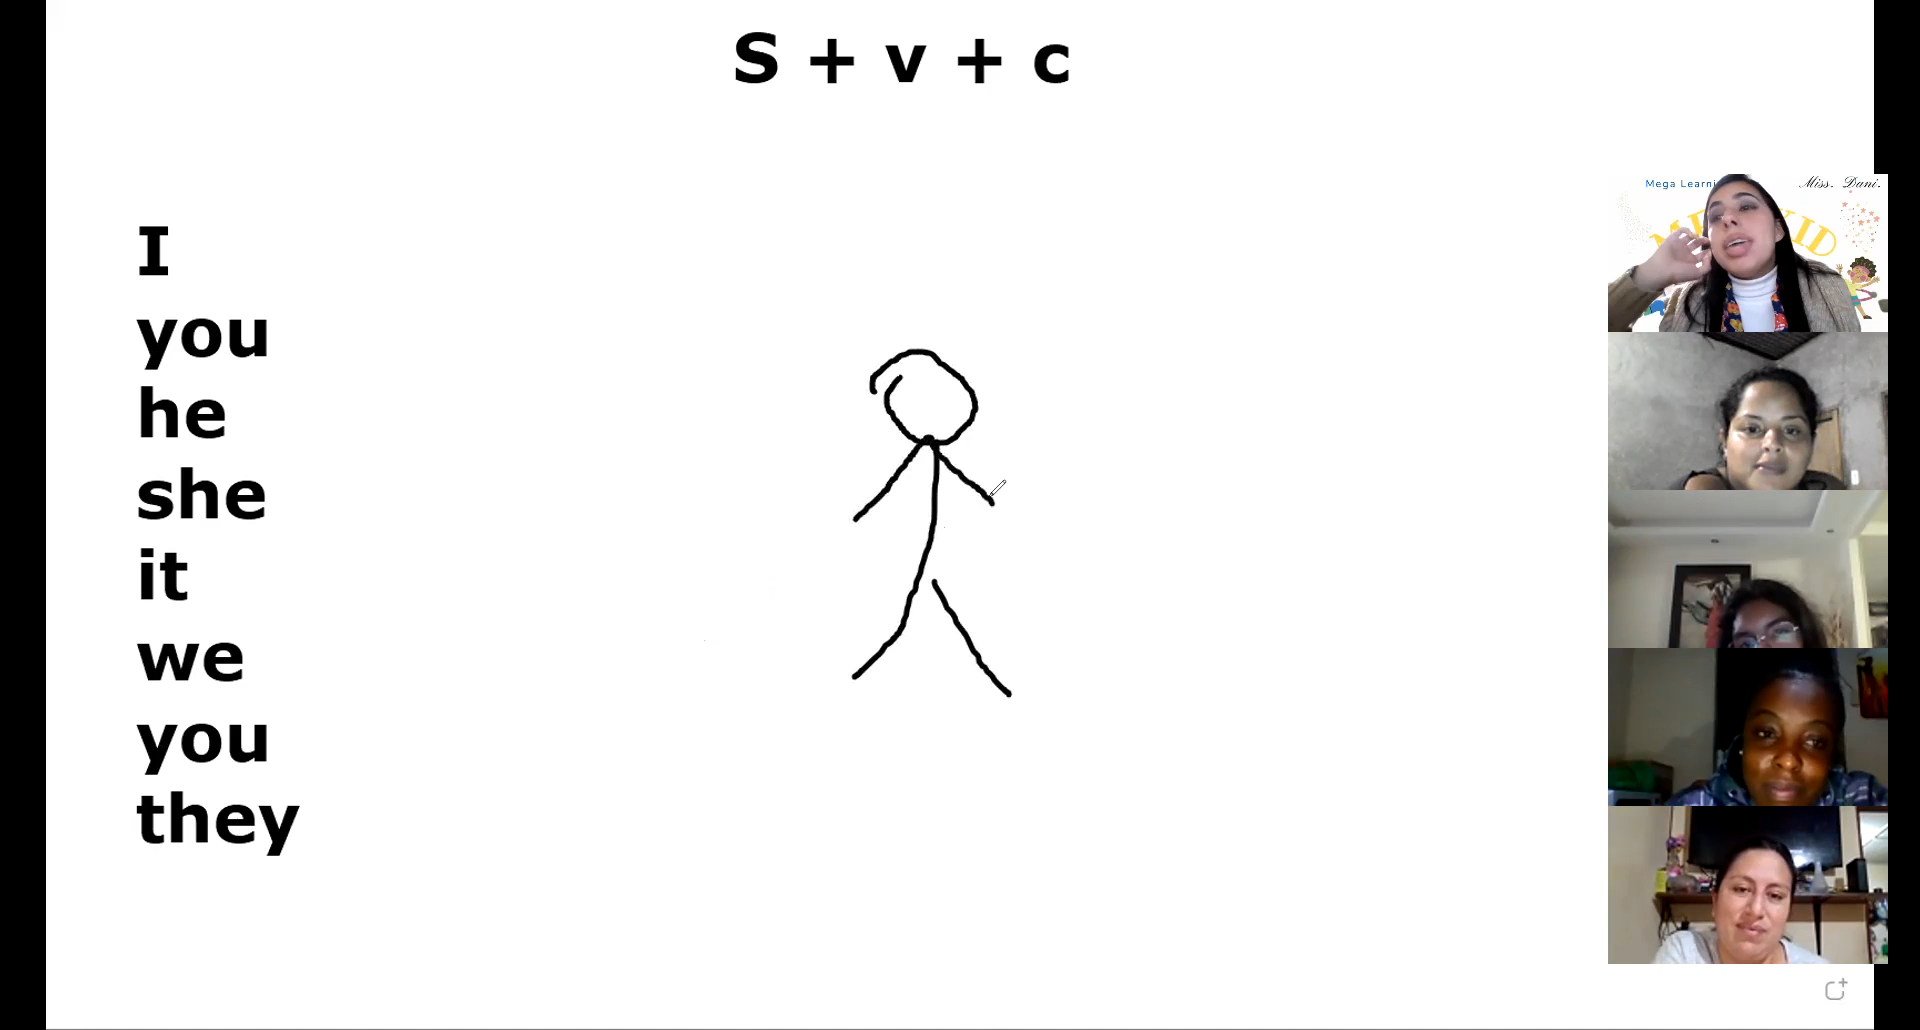 S + v + c
I
you
he
she
it
we
you
they
Mega Learni
Miss. Dani.